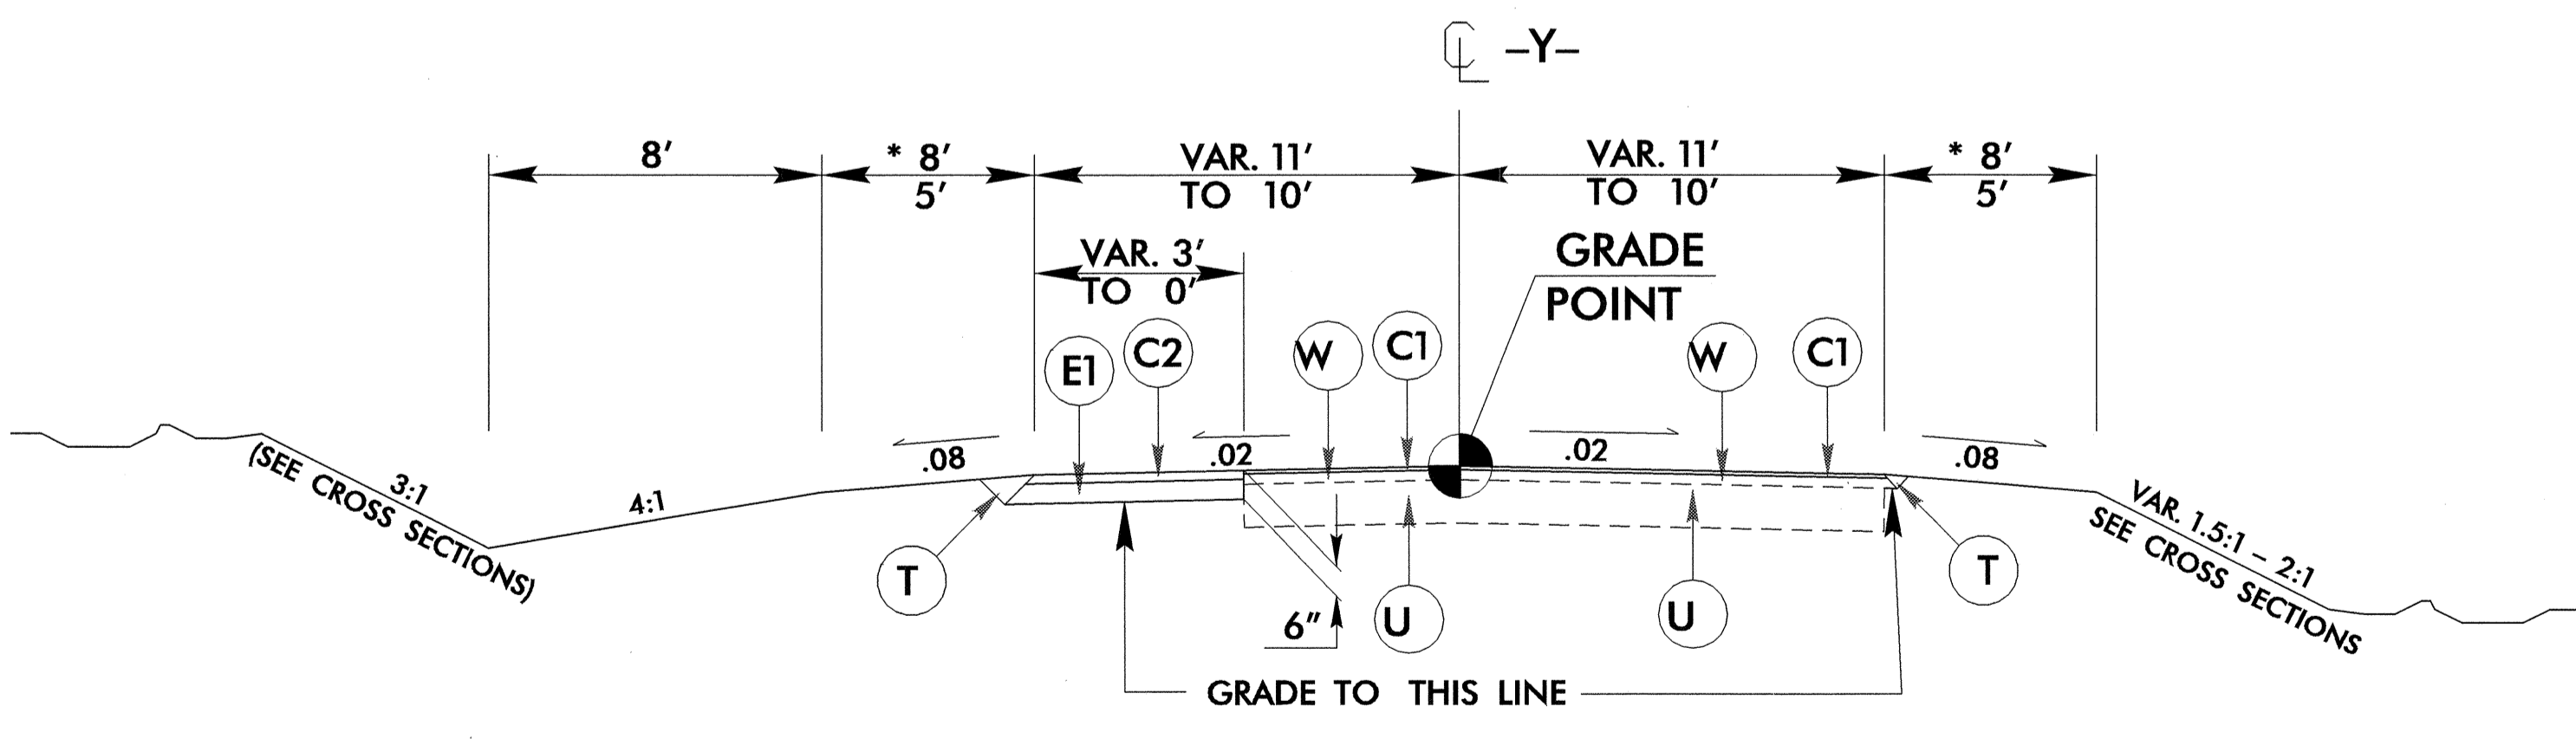 ℄ –Y–
8'
* 8'
5'
VAR. 11'
TO 10'
VAR. 11'
TO 10'
* 8'
5'
VAR. 3'
TO 0'
GRADE
POINT
E1
C2
W
C1
W
C1
.08
.02
.02
.08
3:1
(SEE CROSS SECTIONS)
4:1
VAR. 1.5:1 – 2:1
SEE CROSS SECTIONS
T
6"
U
U
T
GRADE TO THIS LINE